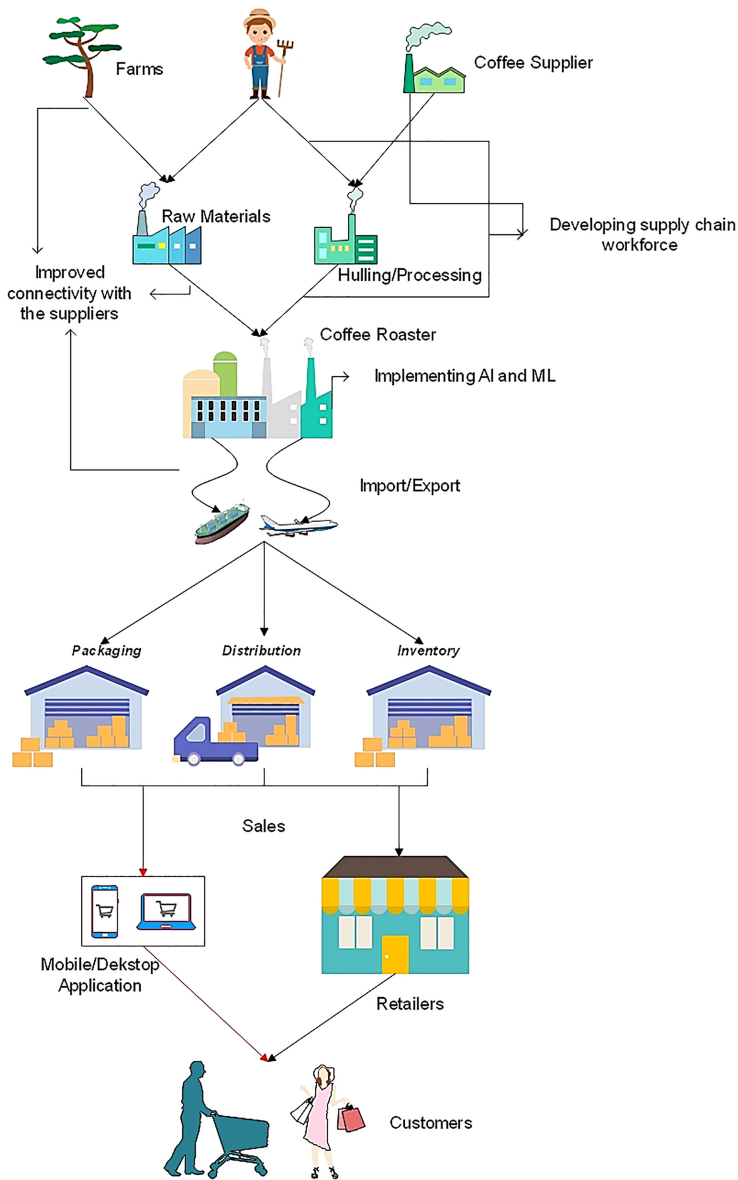 Farms
Coffee Supplier
Raw Materials
Developing supply chain
workforce
Hulling/Processing
Improved
connectivity with
the suppliers
Coffee Roaster
Implementing AI and ML
Import/Export
Packaging
Distribution
Inventory
Sales
Mobile/Dekstop
Application
Retailers
Customers